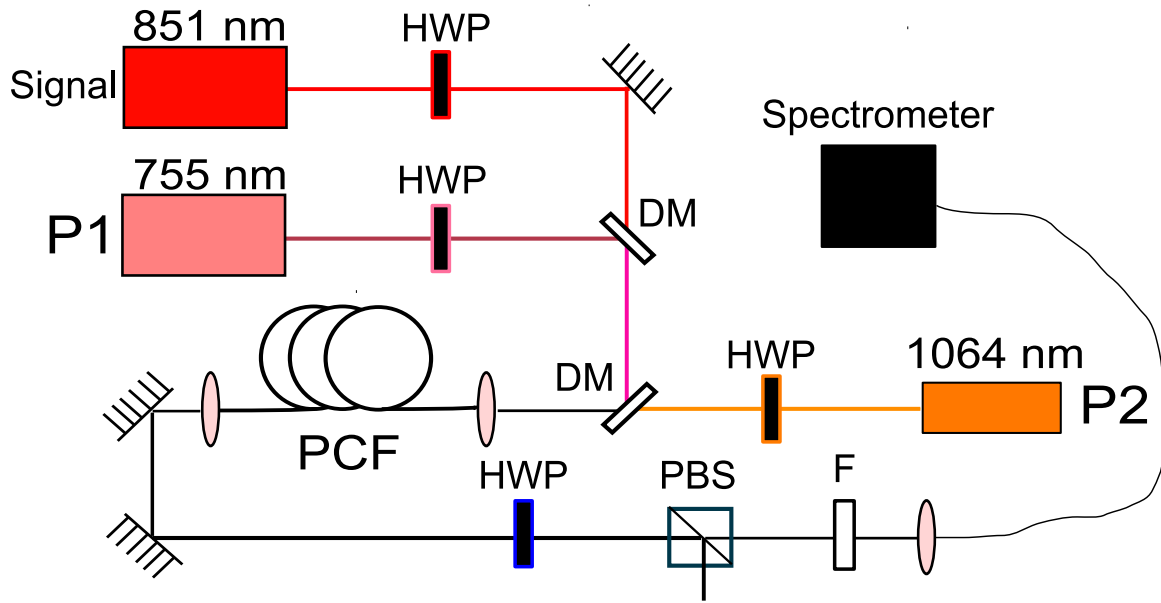 851 nm
HWP
Signal
Spectrometer
755 nm
HWP
P1
DM
HWP
1064 nm
DM
P2
PCF
HWP
PBS
F